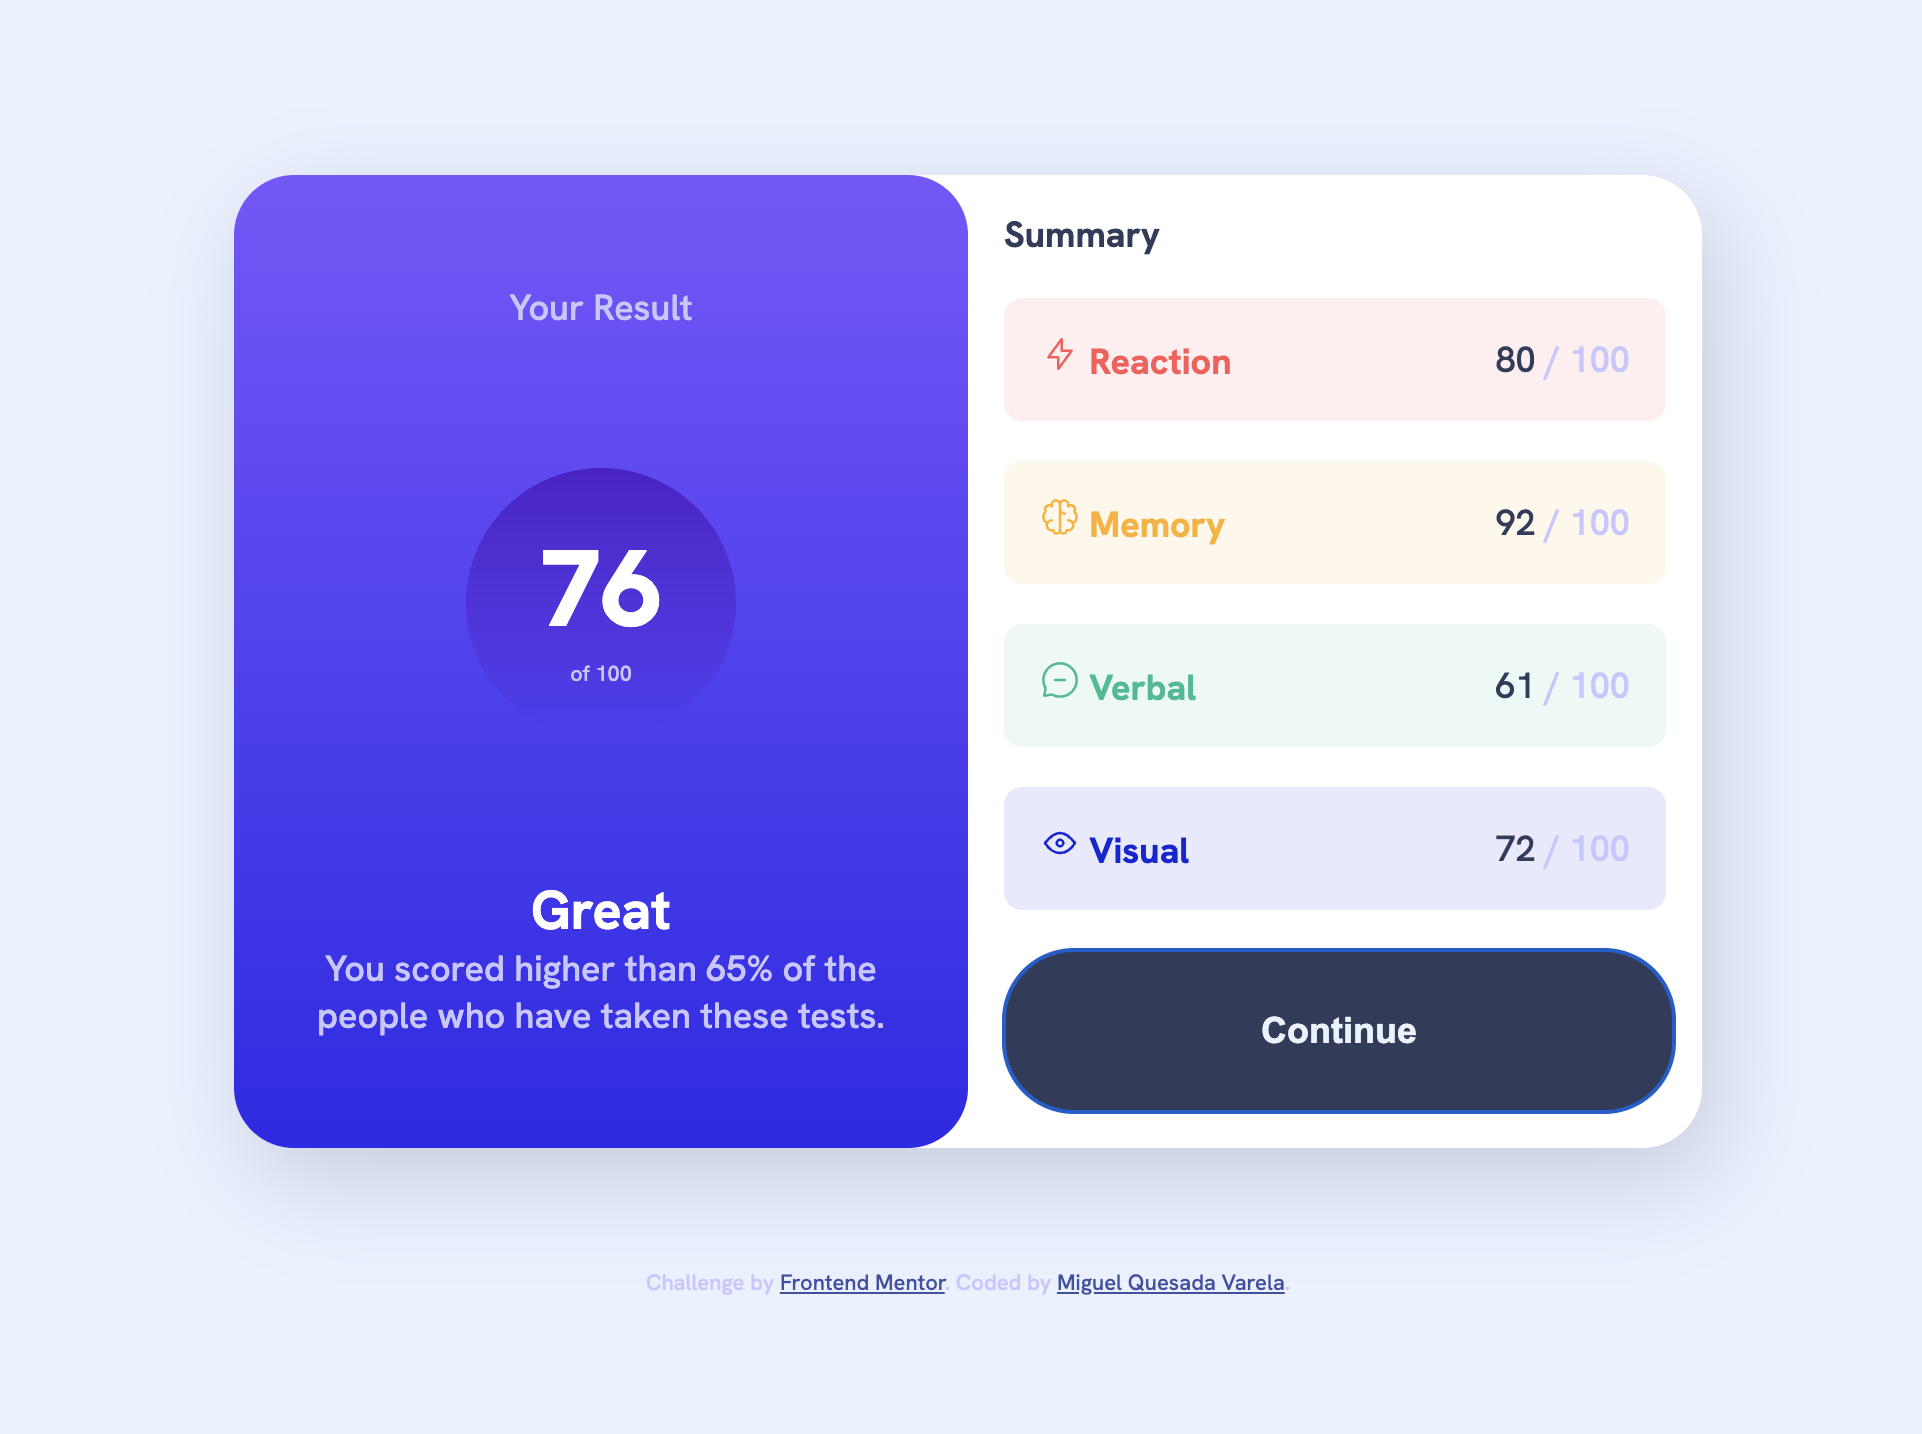 Your Result
76
of 100
Great
You scored higher than 65% of the
people who have taken these tests.
Summary
Reaction 80 / 100
Memory 92 / 100
Verbal 61 / 100
Visual 72 / 100
Continue
Challenge by Frontend Mentor. Coded by Miguel Quesada Varela.